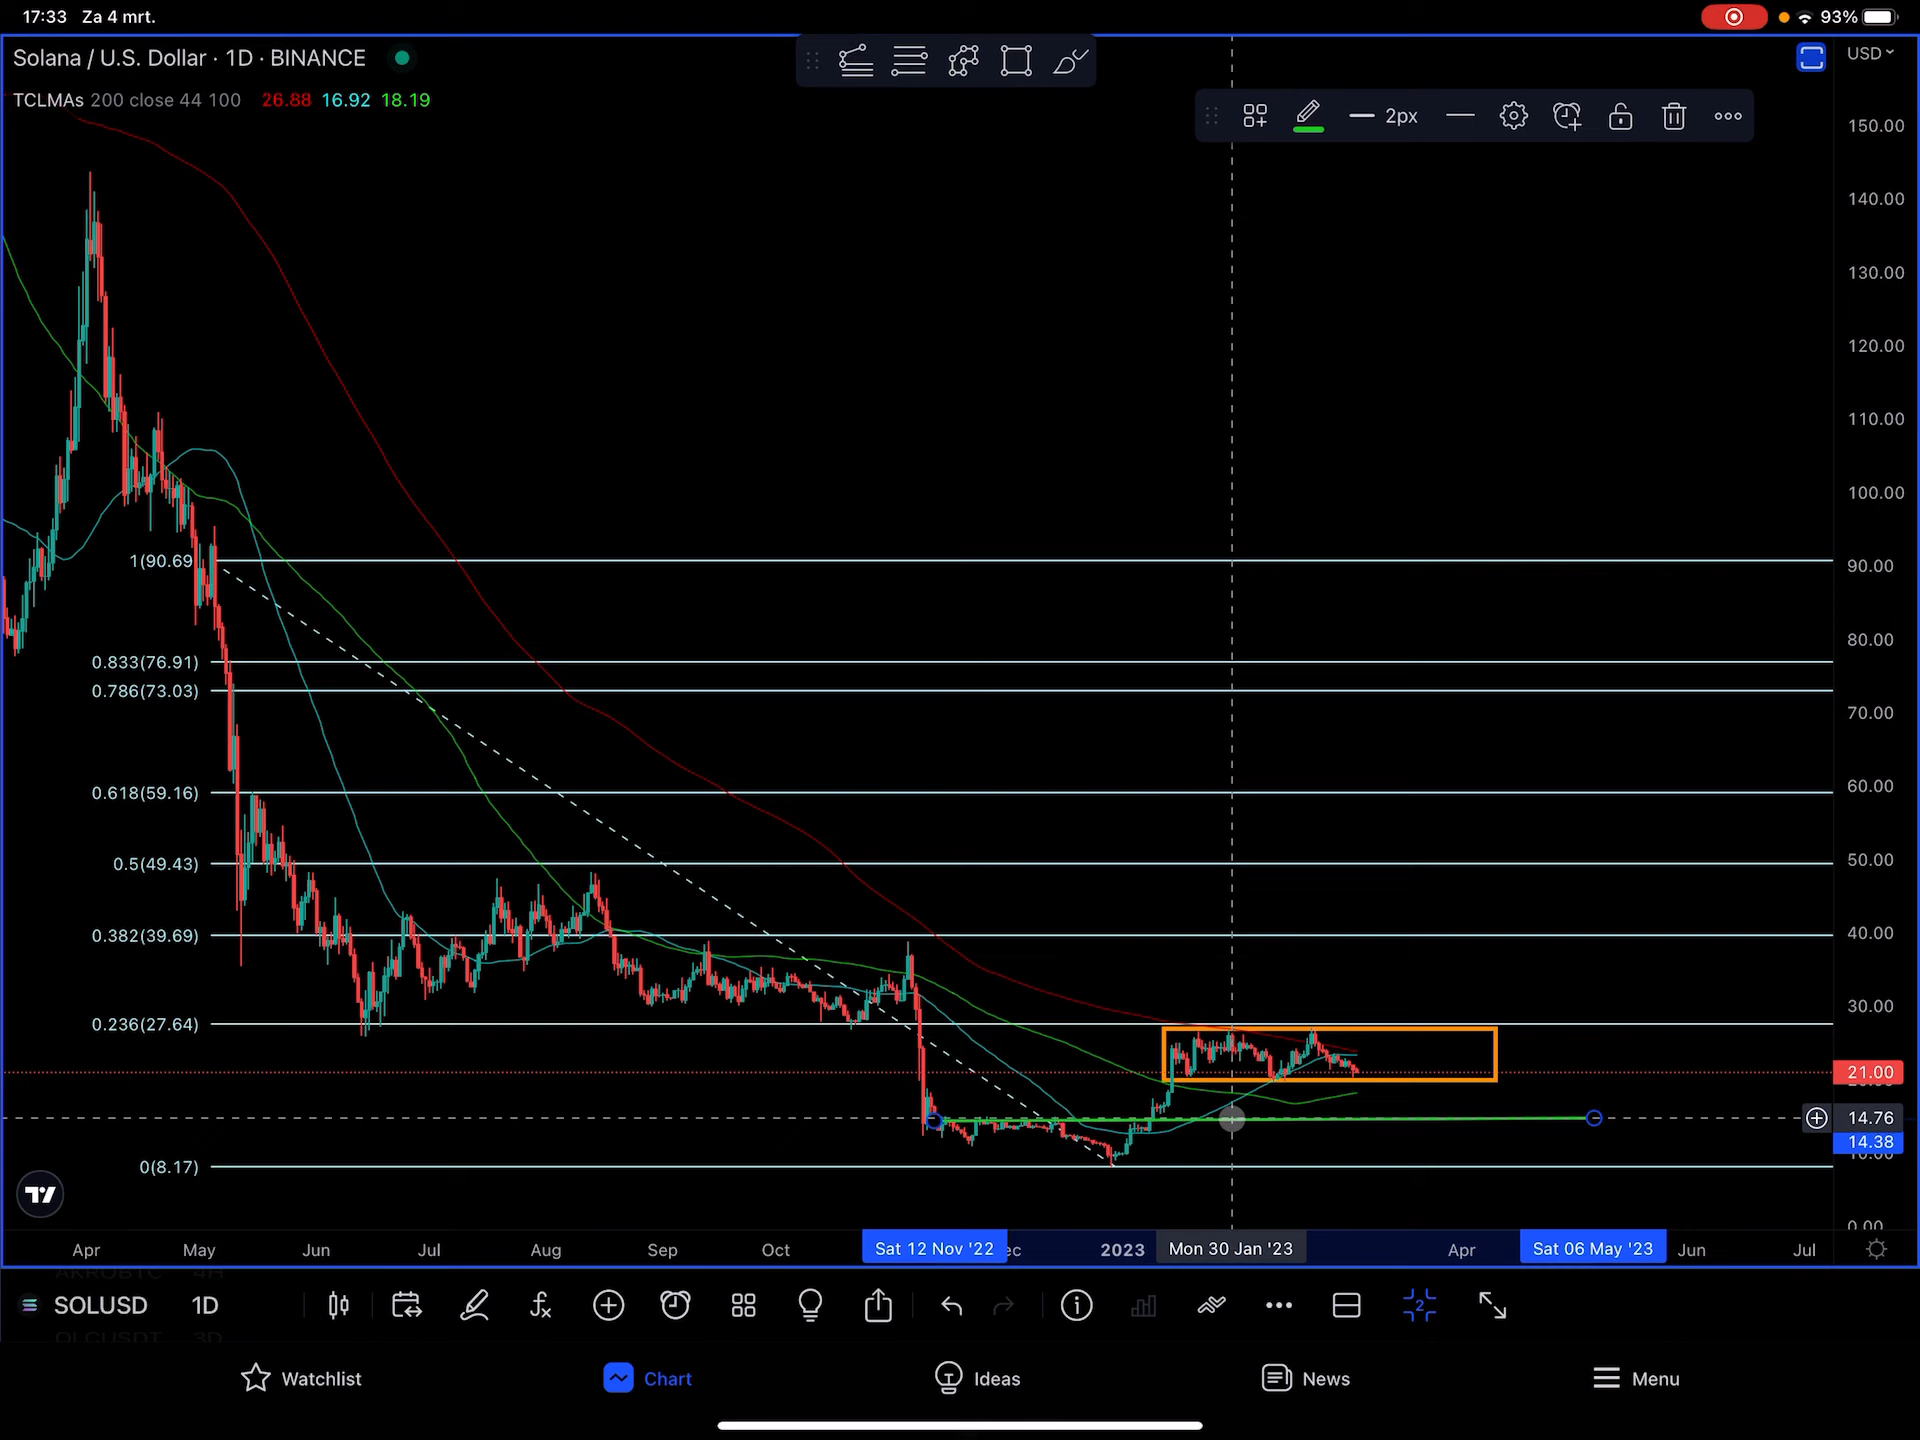 17:33 Za 4 mrt.
93%
Solana / U.S. Dollar · 1D · BINANCE
USD
TCLMAs 200 close 44 100 26.88 16.92 18.19
2px
150.00
140.00
130.00
120.00
110.00
100.00
1(90.69)
90.00
80.00
0.833(76.91)
0.786(73.03)
70.00
0.618(59.16)
60.00
0.5(49.43)
50.00
0.382(39.69)
40.00
0.236(27.64)
30.00
21.00
14.76
14.38
0(8.17)
0.00
Apr May Jun Jul Aug Sep Oct Sat 12 Nov '22 ec 2023 Mon 30 Jan '23 Apr Sat 06 May '23 Jun Jul
AKROBTC 4H
SOLUSD 1D
2
3D
Watchlist Chart Ideas News Menu